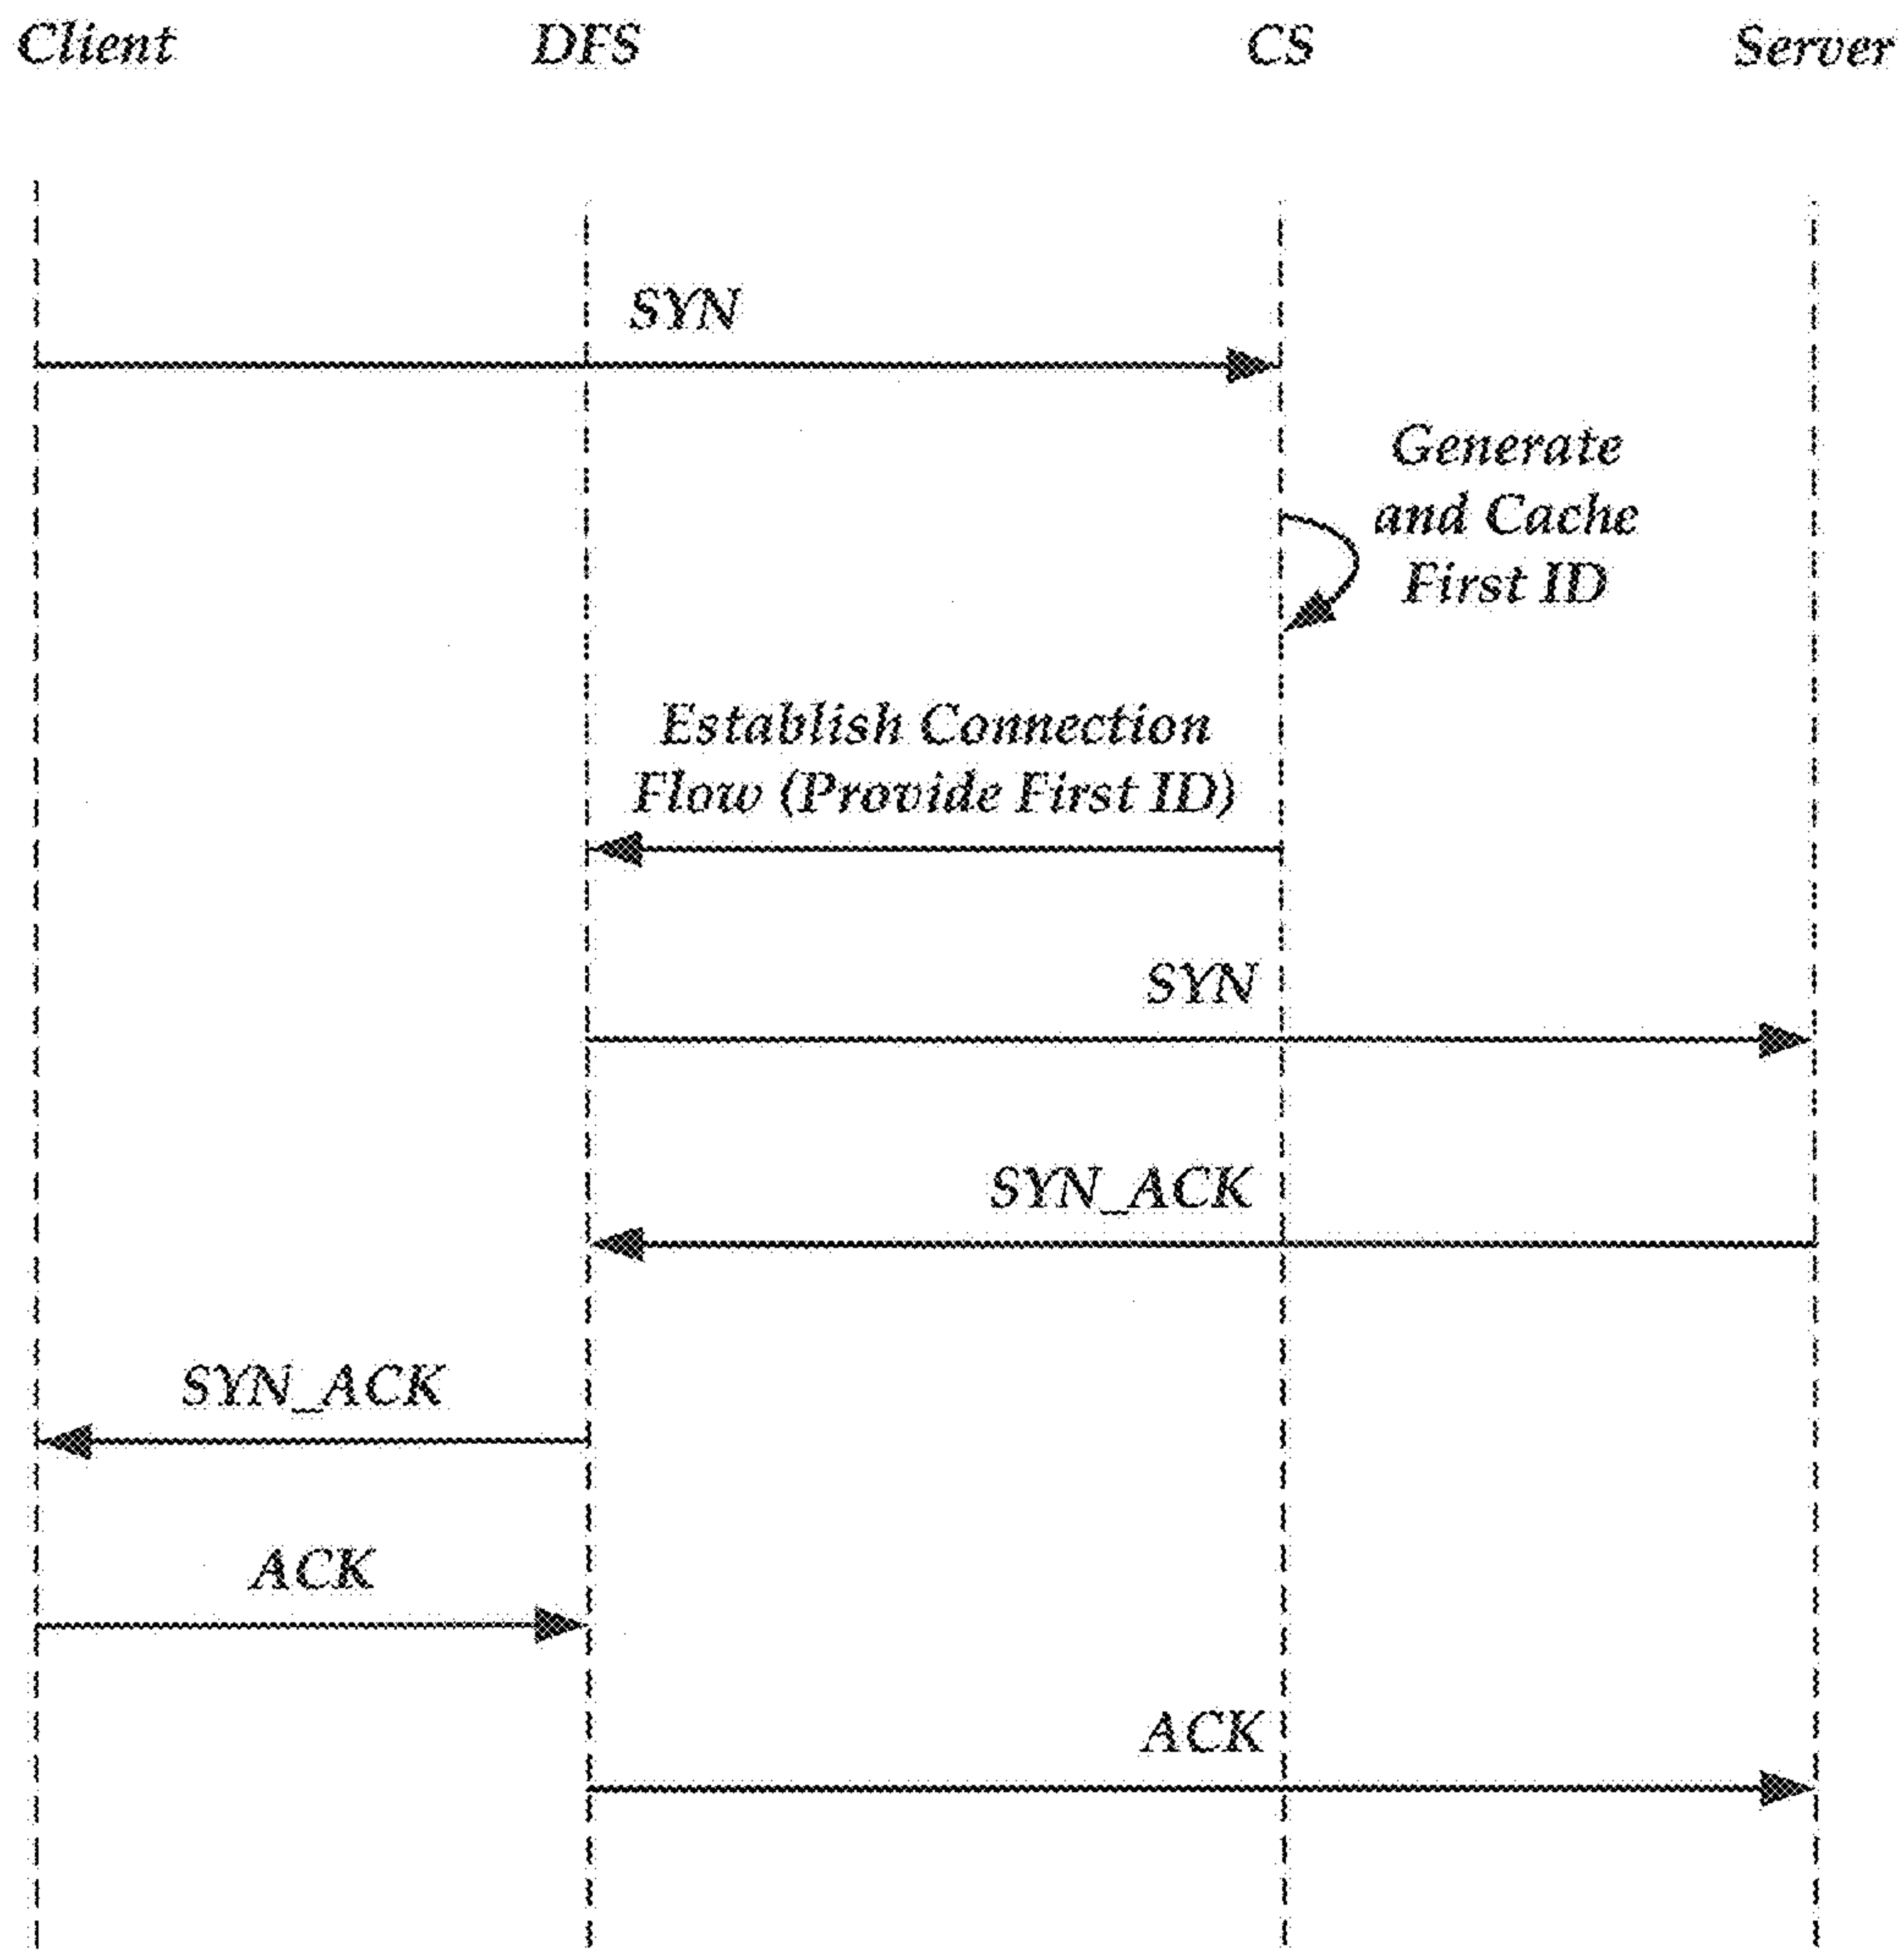 Client DFS CS Server
SYN
Generate
and Cache
First ID
Establish Connection
Flow (Provide First ID)
SYN
SYN_ACK
SYN_ACK
ACK
ACK